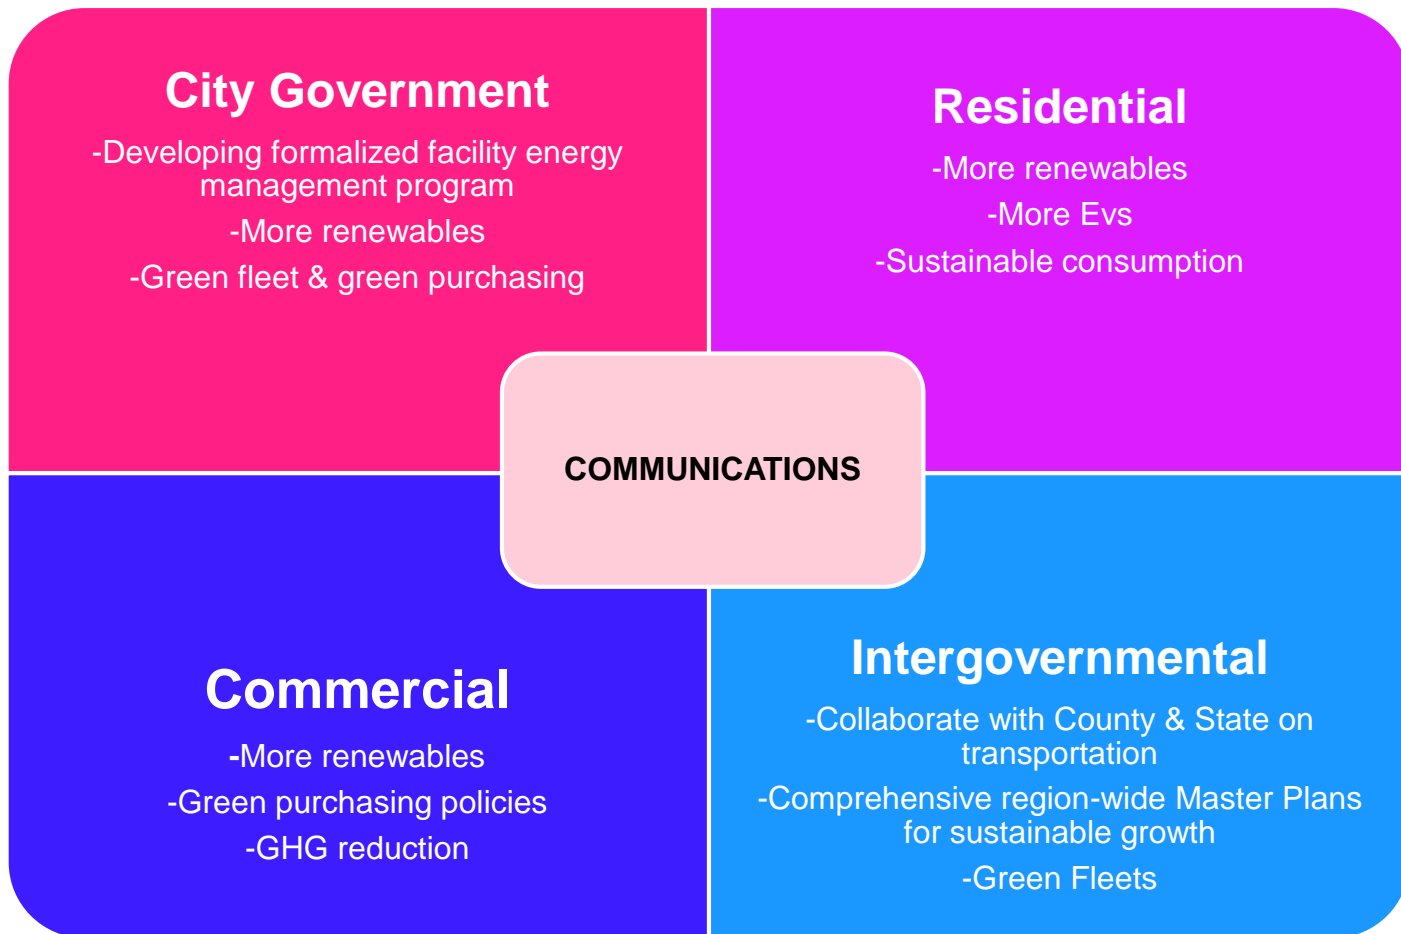 City Government
-Developing formalized facility energy
management program
-More renewables
-Green fleet & green purchasing
Residential
-More renewables
-More Evs
-Sustainable consumption
COMMUNICATIONS
Commercial
-More renewables
-Green purchasing policies
-GHG reduction
Intergovernmental
-Collaborate with County & State on
transportation
-Comprehensive region-wide Master Plans
for sustainable growth
-Green Fleets